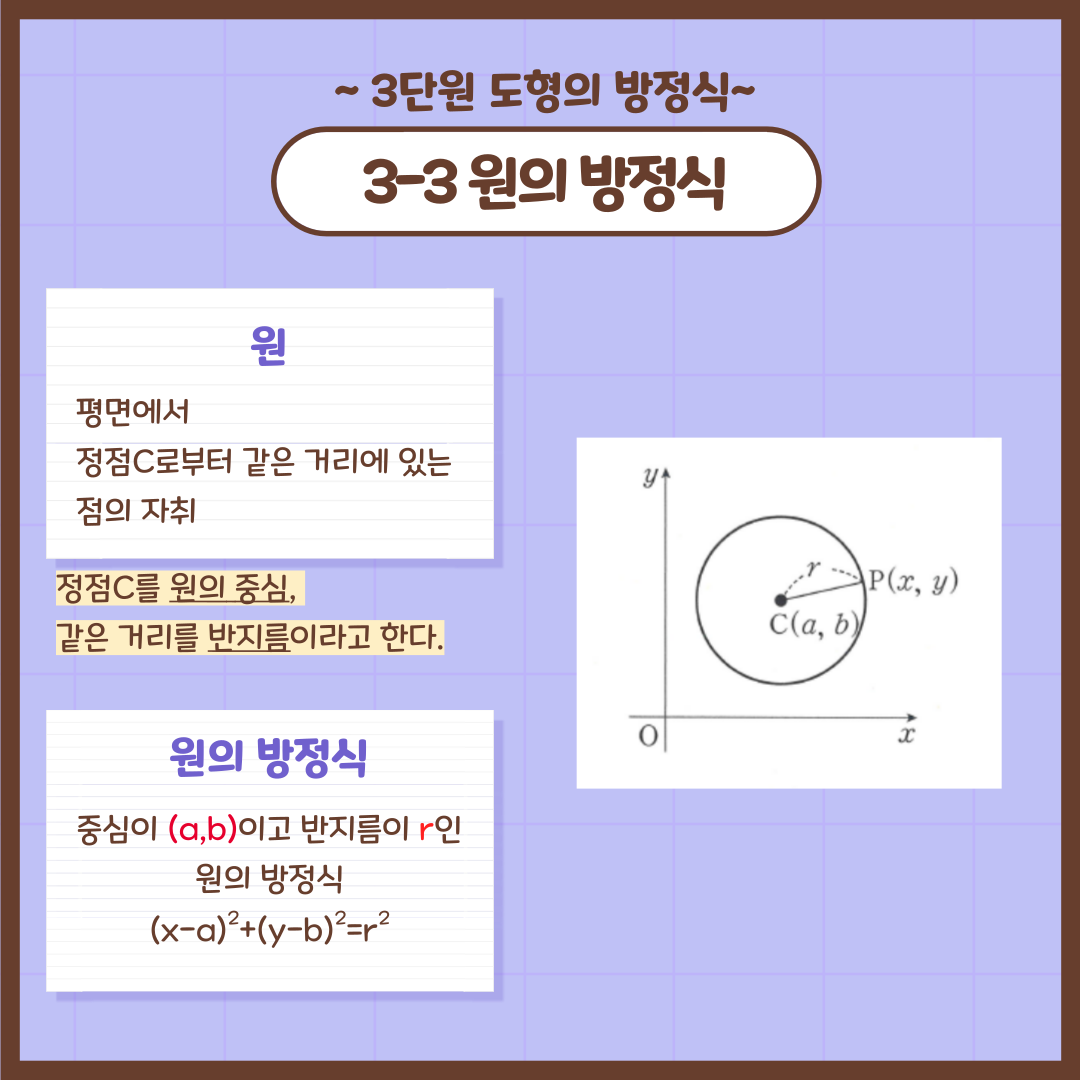 ~ 3단원 도형의 방정식~
3-3 원의 방정식
원
평면에서
정점C로부터 같은 거리에 있는
점의 자취
정점C를 원의 중심,
같은 거리를 반지름이라고 한다.
원의 방정식
중심이 (a,b)이고 반지름이 r인
원의 방정식
(x-a)²+(y-b)²=r²
y
r
P(x, y)
C(a, b)
O
x